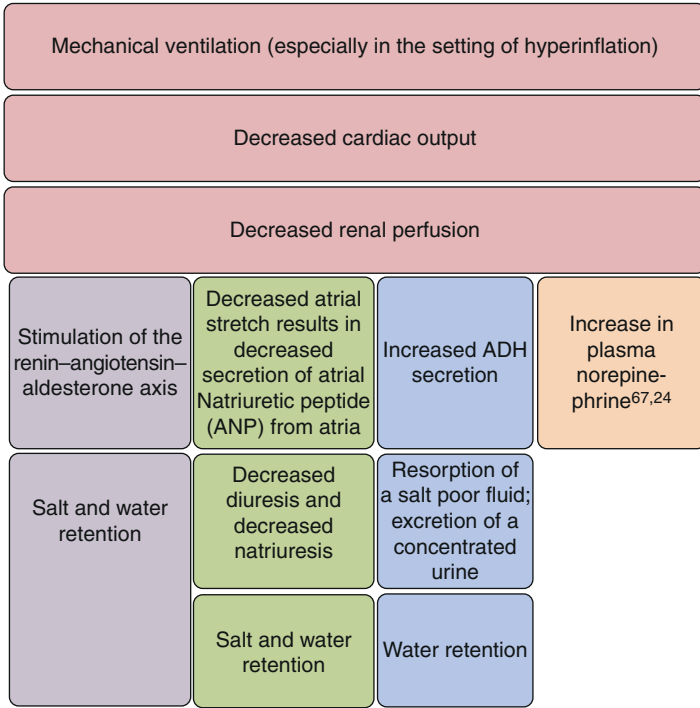 Mechanical ventilation (especially in the setting of hyperinflation)
Decreased cardiac output
Decreased renal perfusion
Stimulation of the
renin–angiotensin–
aldesterone axis
Decreased atrial
stretch results in
decreased
secretion of atrial
Natriuretic peptide
(ANP) from atria
Increased ADH
secretion
Increase in
plasma
norepine-
phrine67,24
Salt and water
retention
Decreased
diuresis and
decreased
natriuresis
Resorption of
a salt poor fluid;
excretion of a
concentrated
urine
Salt and water
retention
Water retention